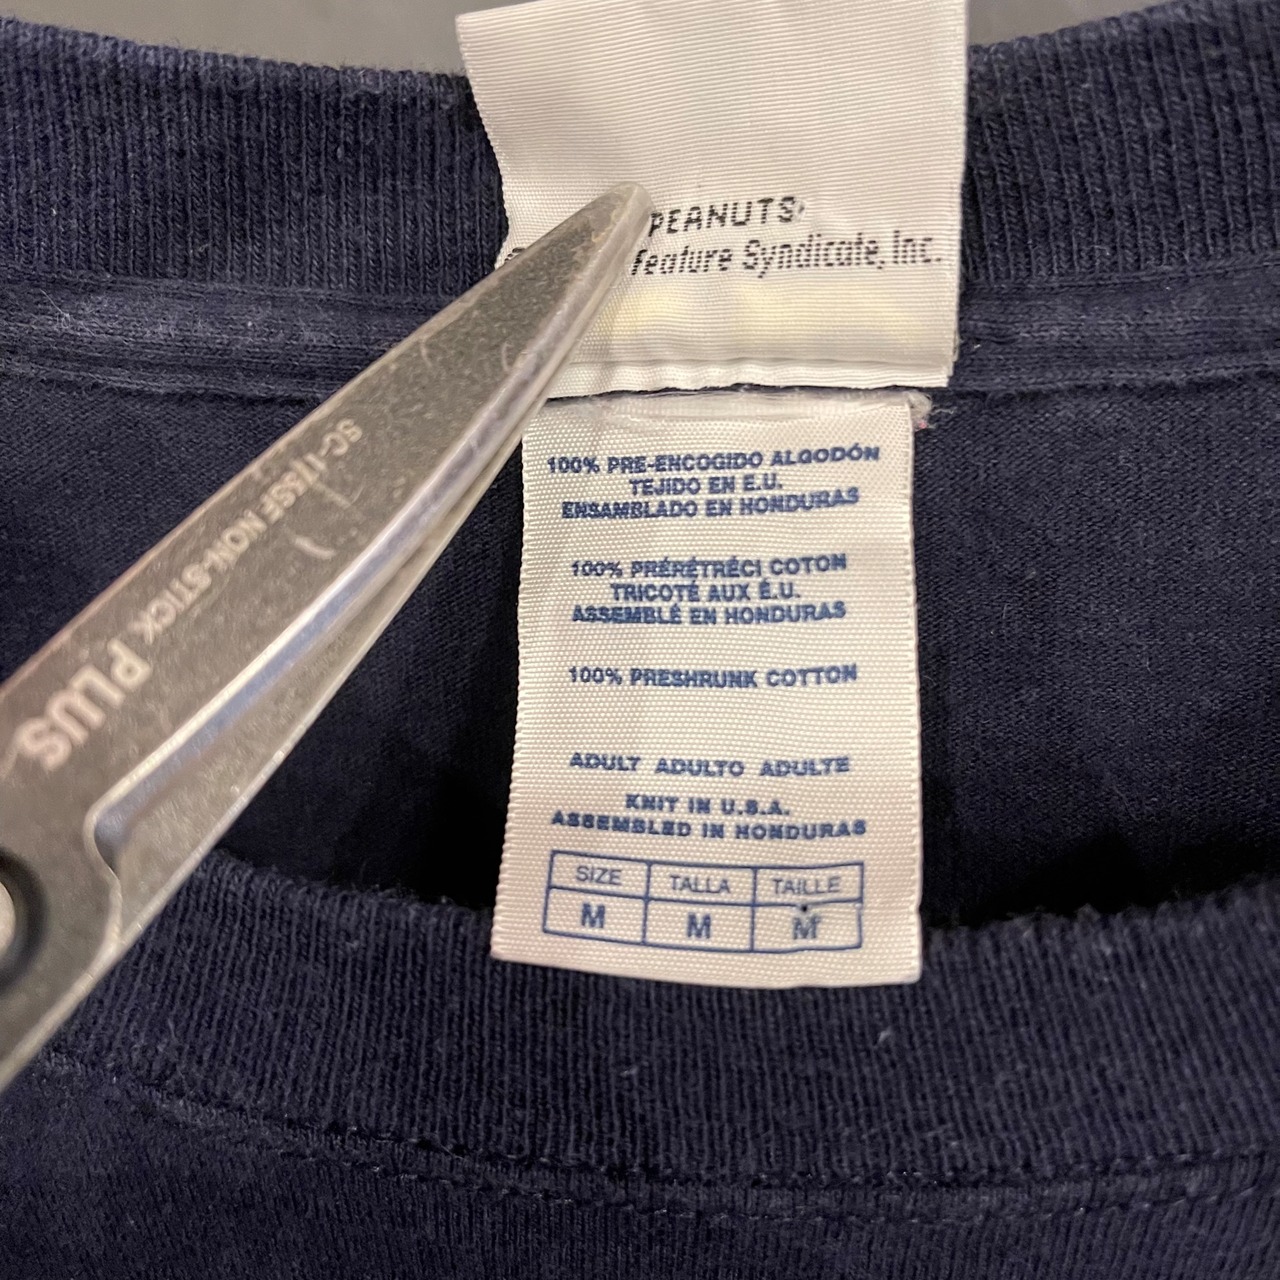 PEANUTS
Feature Syndicate, Inc.
100% PRE-ENCOGIDO ALGODÓN
TEJIDO EN E.U.
ENSAMBLADO EN HONDURAS
100% PRÉRÉTRÉCI COTON
TRICOTÉ AUX É.U.
ASSEMBLÉ EN HONDURAS
100% PRESHRUNK COTTON
ADULT ADULTO ADULTE
KNIT IN U.S.A.
ASSEMBLED IN HONDURAS
SIZE TALLA TAILLE
M M M
SC-175SF NON-STICK PLUS